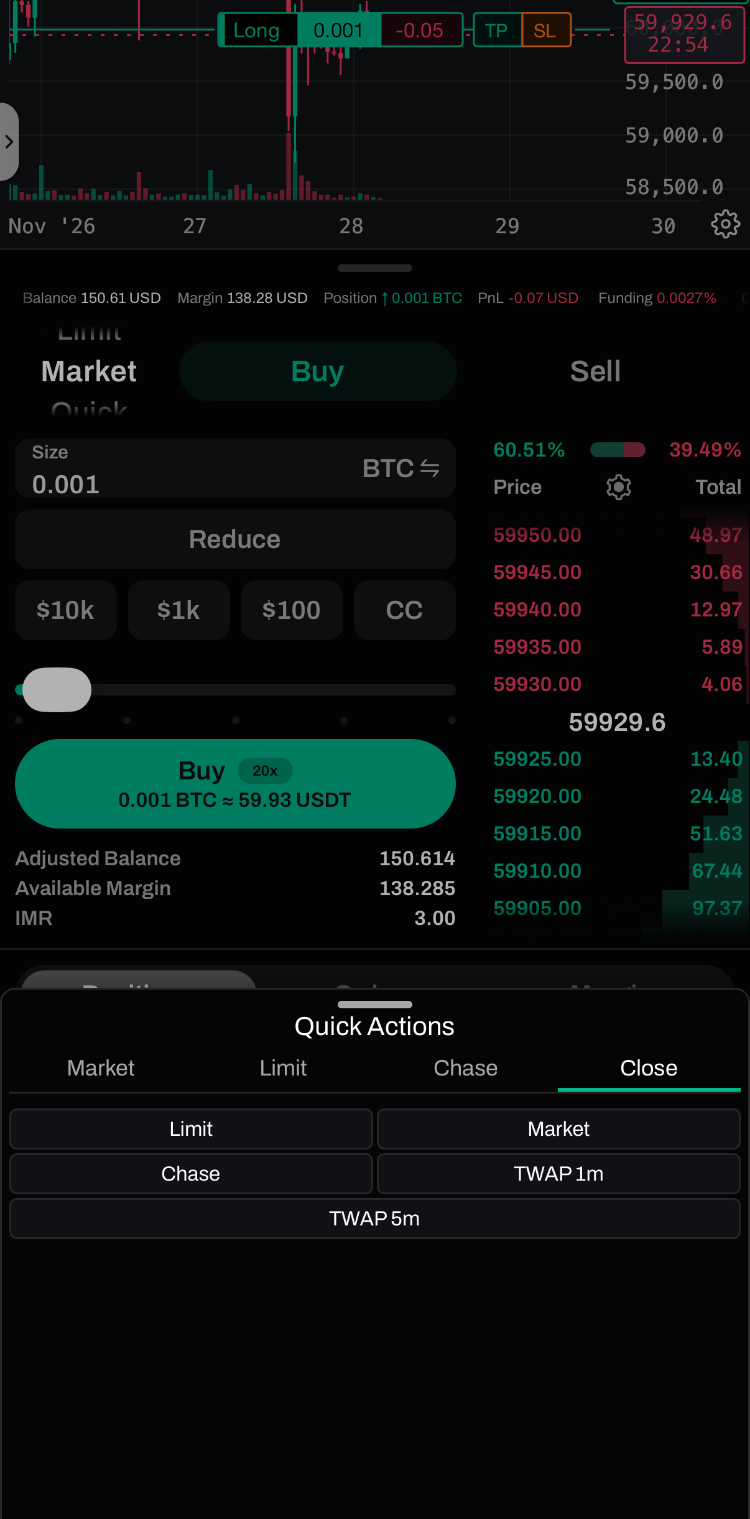 Long 0.001 -0.05 TP SL
59,929.6
22:54
59,500.0
59,000.0
58,500.0
Nov '26 27 28 29 30
Balance 150.61 USD Margin 138.28 USD Position ↑ 0.001 BTC PnL -0.07 USD Funding 0.0027%
Limit
Market Buy Sell
Quick
Size
0.001 BTC ⇋
60.51% 39.49%
Price Total
Reduce
$10k $1k $100 CC
59950.00 48.97
59945.00 30.66
59940.00 12.97
59935.00 5.89
59930.00 4.06
59929.6
59925.00 13.40
59920.00 24.48
59915.00 51.63
59910.00 67.44
59905.00 97.37
Buy 20x
0.001 BTC ≈ 59.93 USDT
Adjusted Balance 150.614
Available Margin 138.285
IMR 3.00
Quick Actions
Market Limit Chase Close
Limit Market
Chase TWAP 1m
TWAP 5m